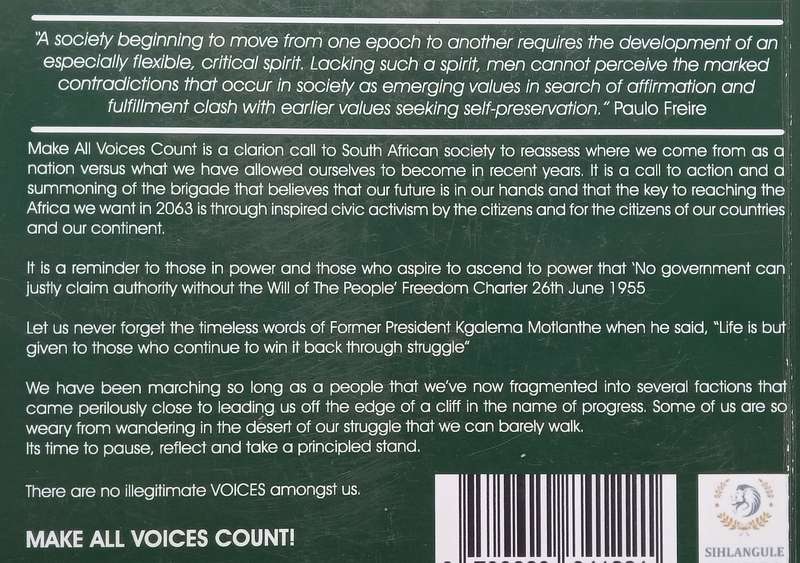 "A society beginning to move from one epoch to another requires the development of an
especially flexible, critical spirit. Lacking such a spirit, men cannot perceive the marked
contradictions that occur in society as emerging values in search of affirmation and
fulfillment clash with earlier values seeking self-preservation." Paulo Freire
Make All Voices Count is a clarion call to South African society to reassess where we come from as a
nation versus what we have allowed ourselves to become in recent years. It is a call to action and a
summoning of the brigade that believes that our future is in our hands and that the key to reaching the
Africa we want in 2063 is through inspired civic activism by the citizens and for the citizens of our countries
and our continent.
It is a reminder to those in power and those who aspire to ascend to power that 'No government can
justly claim authority without the Will of The People' Freedom Charter 26th June 1955
Let us never forget the timeless words of Former President Kgalema Motlanthe when he said, "Life is but
given to those who continue to win it back through struggle"
We have been marching so long as a people that we've now fragmented into several factions that
came perilously close to leading us off the edge of a cliff in the name of progress. Some of us are so
weary from wandering in the desert of our struggle that we can barely walk.
Its time to pause, reflect and take a principled stand.
There are no illegitimate VOICES amongst us.
MAKE ALL VOICES COUNT!
SIHLANGULE